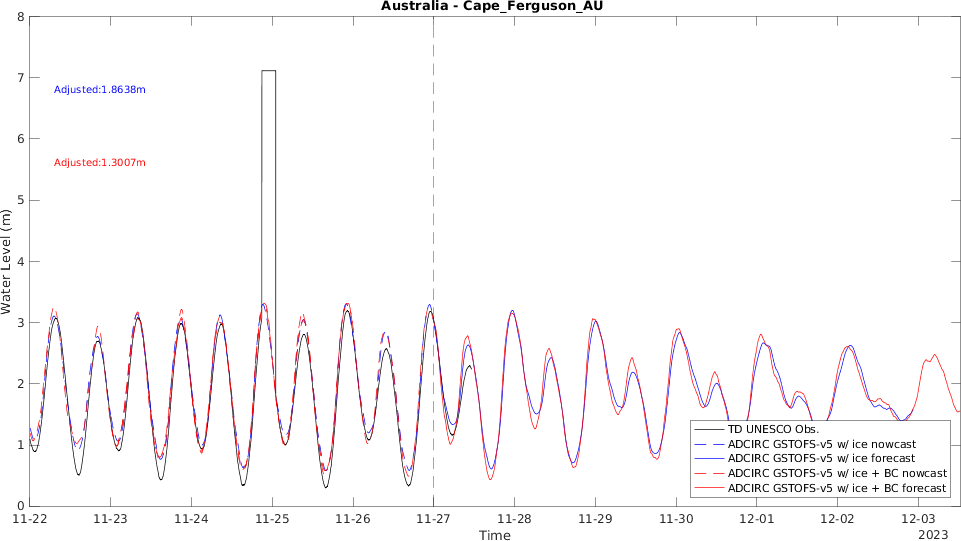 Australia - Cape_Ferguson_AU
8
7
6
5
4
3
2
1
0
Water Level (m)
Adjusted:1.8638m
Adjusted:1.3007m
TD UNESCO Obs.
ADCIRC GSTOFS-v5 w/ ice nowcast
ADCIRC GSTOFS-v5 w/ ice forecast
ADCIRC GSTOFS-v5 w/ ice + BC nowcast
ADCIRC GSTOFS-v5 w/ ice + BC forecast
11-22 11-23 11-24 11-25 11-26 11-27 11-28 11-29 11-30 12-01 12-02 12-03
Time
2023